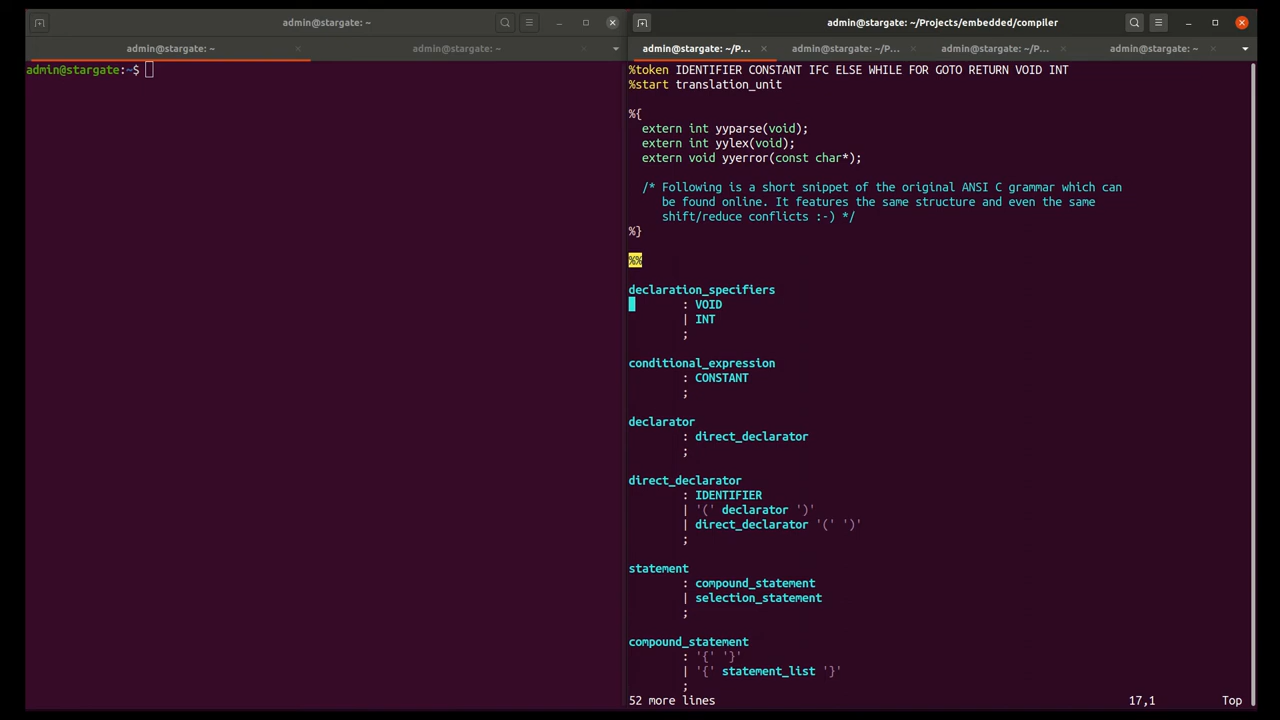 admin@stargate: ~
admin@stargate: ~
admin@stargate: ~
admin@stargate:~$
admin@stargate: ~/Projects/embedded/compiler
admin@stargate: ~/P...
admin@stargate: ~/P...
admin@stargate: ~/P...
admin@stargate: ~
%token IDENTIFIER CONSTANT IFC ELSE WHILE FOR GOTO RETURN VOID INT
%start translation_unit
%{
extern int yyparse(void);
extern int yylex(void);
extern void yyerror(const char*);
/* Following is a short snippet of the original ANSI C grammar which can
be found online. It features the same structure and even the same
shift/reduce conflicts :-) */
%}
%%
declaration_specifiers
: VOID
| INT
;
conditional_expression
: CONSTANT
;
declarator
: direct_declarator
;
direct_declarator
: IDENTIFIER
| '(' declarator ')'
| direct_declarator '(' ')'
;
statement
: compound_statement
| selection_statement
;
compound_statement
: '{' '}'
| '{' statement_list '}'
;
52 more lines
17,1
Top